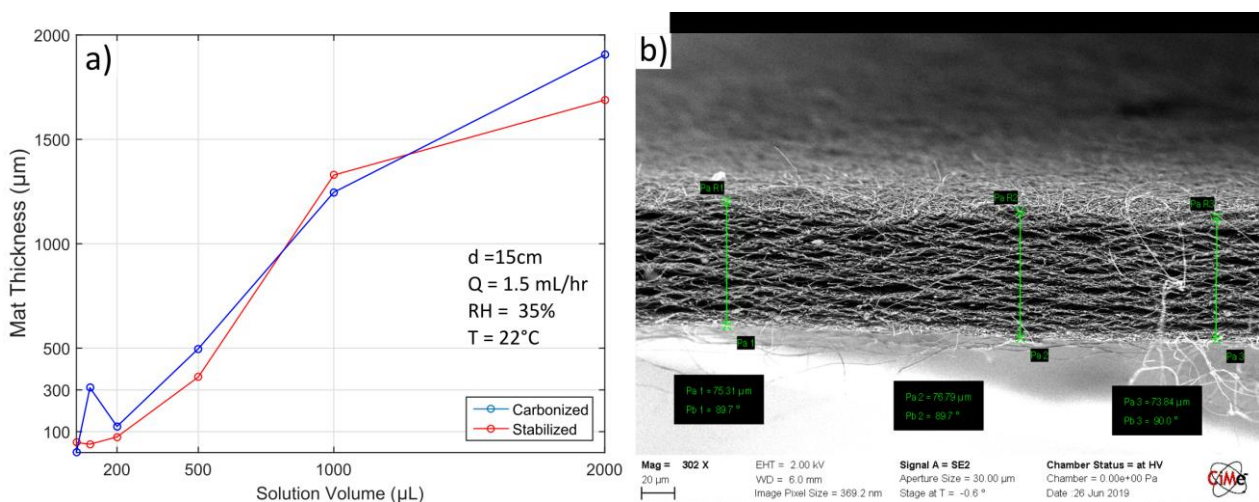 a)
2000
1500
1000
500
300
100
Mat Thickness (µm)
200
500
1000
2000
Solution Volume (µL)
d =15cm
Q = 1.5 mL/hr
RH = 35%
T = 22°C
Carbonized
Stabilized
b)
Pa R1
Pa R2
Pa R3
Pa 1
Pa 2
Pa 3
Pa 1 = 75.31 µm
Pb 1 = 89.7 °
Pa 2 = 76.79 µm
Pb 2 = 89.7 °
Pa 3 = 73.84 µm
Pb 3 = 90.0 °
Mag = 302 X
20 µm
EHT = 2.00 kV
WD = 6.0 mm
Image Pixel Size = 369.2 nm
Signal A = SE2
Aperture Size = 30.00 µm
Stage at T = -0.6 °
Chamber Status = at HV
Chamber = 0.00e+00 Pa
Date 26 Jun 2019
CiMe